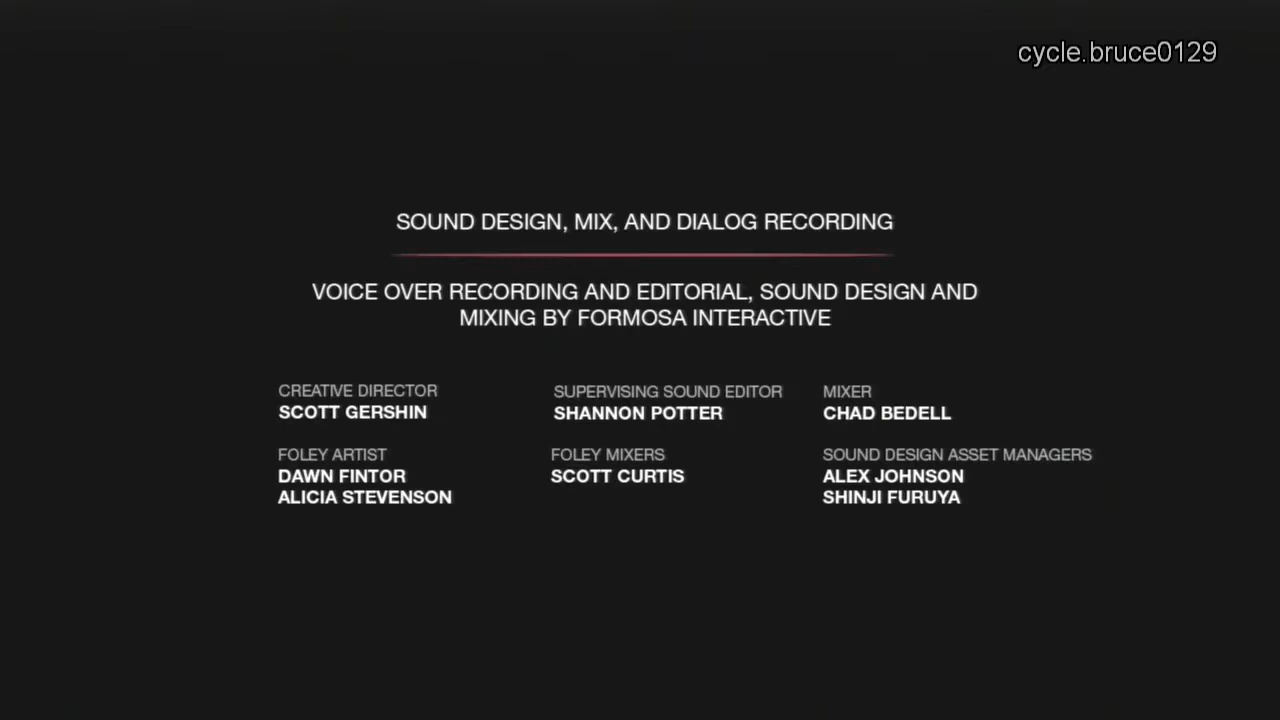 cycle.bruce0129
SOUND DESIGN, MIX, AND DIALOG RECORDING
VOICE OVER RECORDING AND EDITORIAL, SOUND DESIGN AND
MIXING BY FORMOSA INTERACTIVE
CREATIVE DIRECTOR
SCOTT GERSHIN
SUPERVISING SOUND EDITOR
SHANNON POTTER
MIXER
CHAD BEDELL
FOLEY ARTIST
DAWN FINTOR
ALICIA STEVENSON
FOLEY MIXERS
SCOTT CURTIS
SOUND DESIGN ASSET MANAGERS
ALEX JOHNSON
SHINJI FURUYA